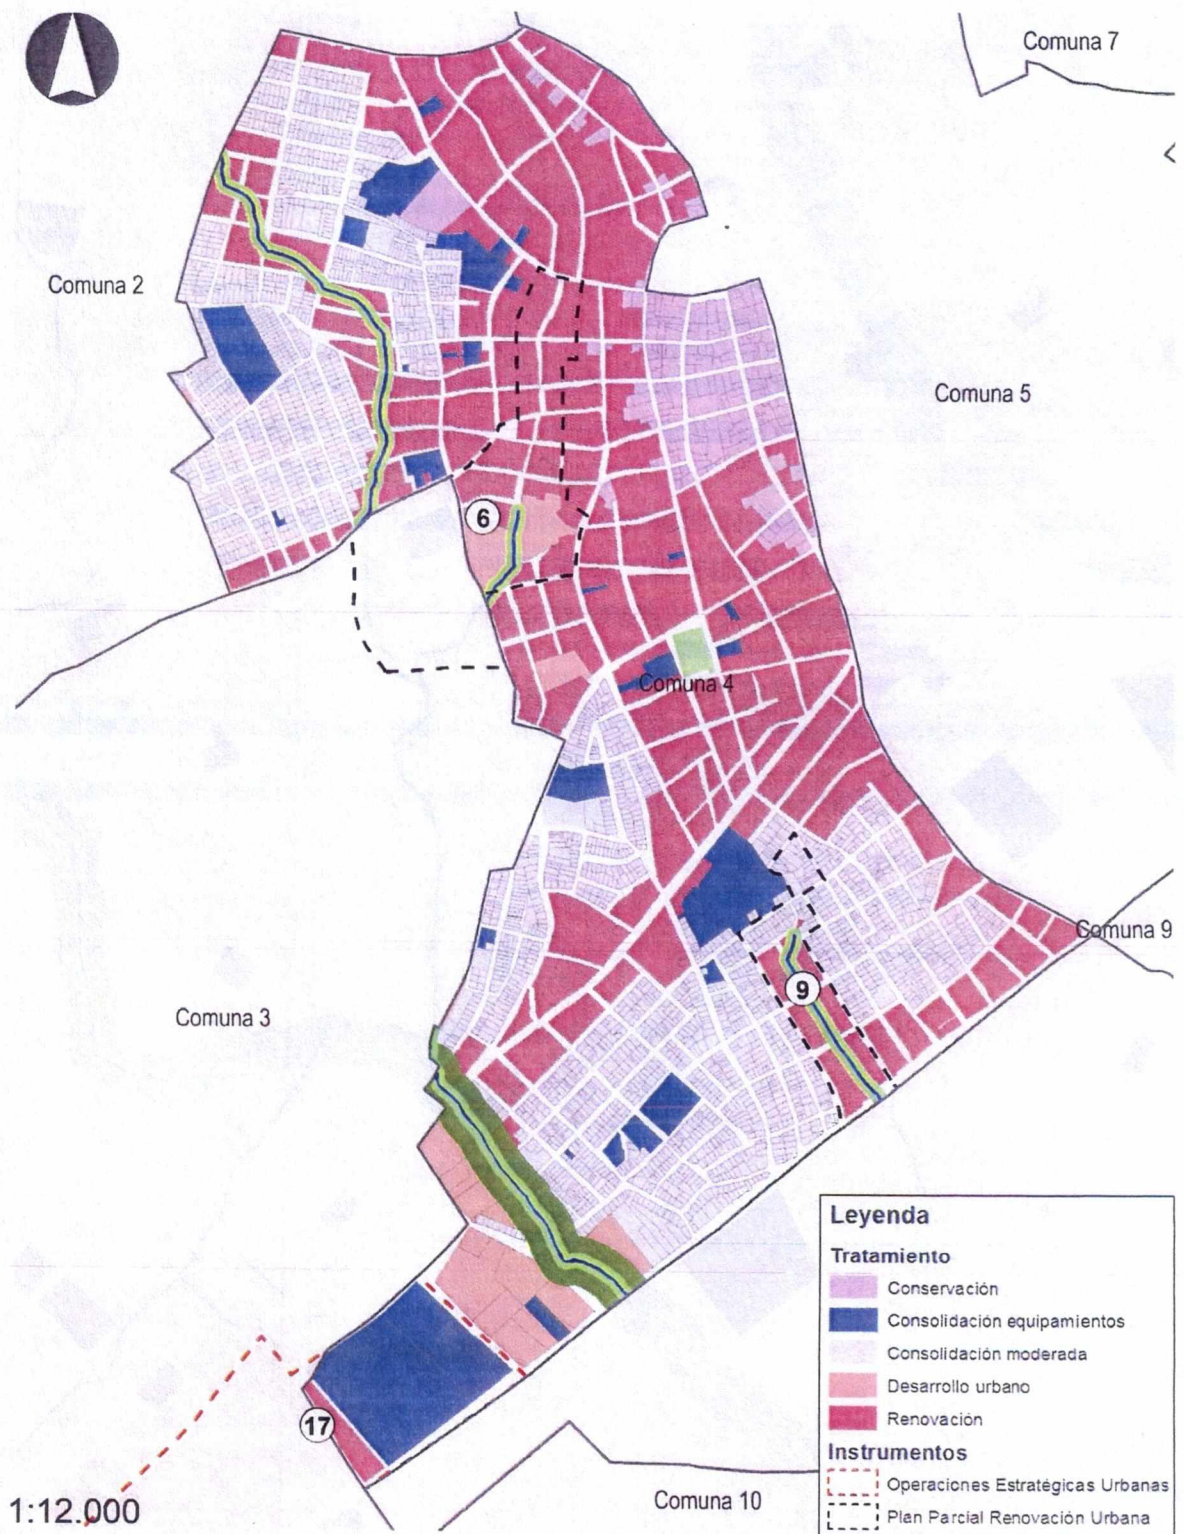 Comuna 7
Comuna 2
Comuna 5
6
Comuna 4
Comuna 9
9
Comuna 3
Leyenda
Tratamiento
Conservación
Consolidación equipamientos
Consolidación moderada
Desarrollo urbano
Renovación
Instrumentos
Operaciones Estratégicas Urbanas
Plan Parcial Renovación Urbana
17
Comuna 10
1:12.000